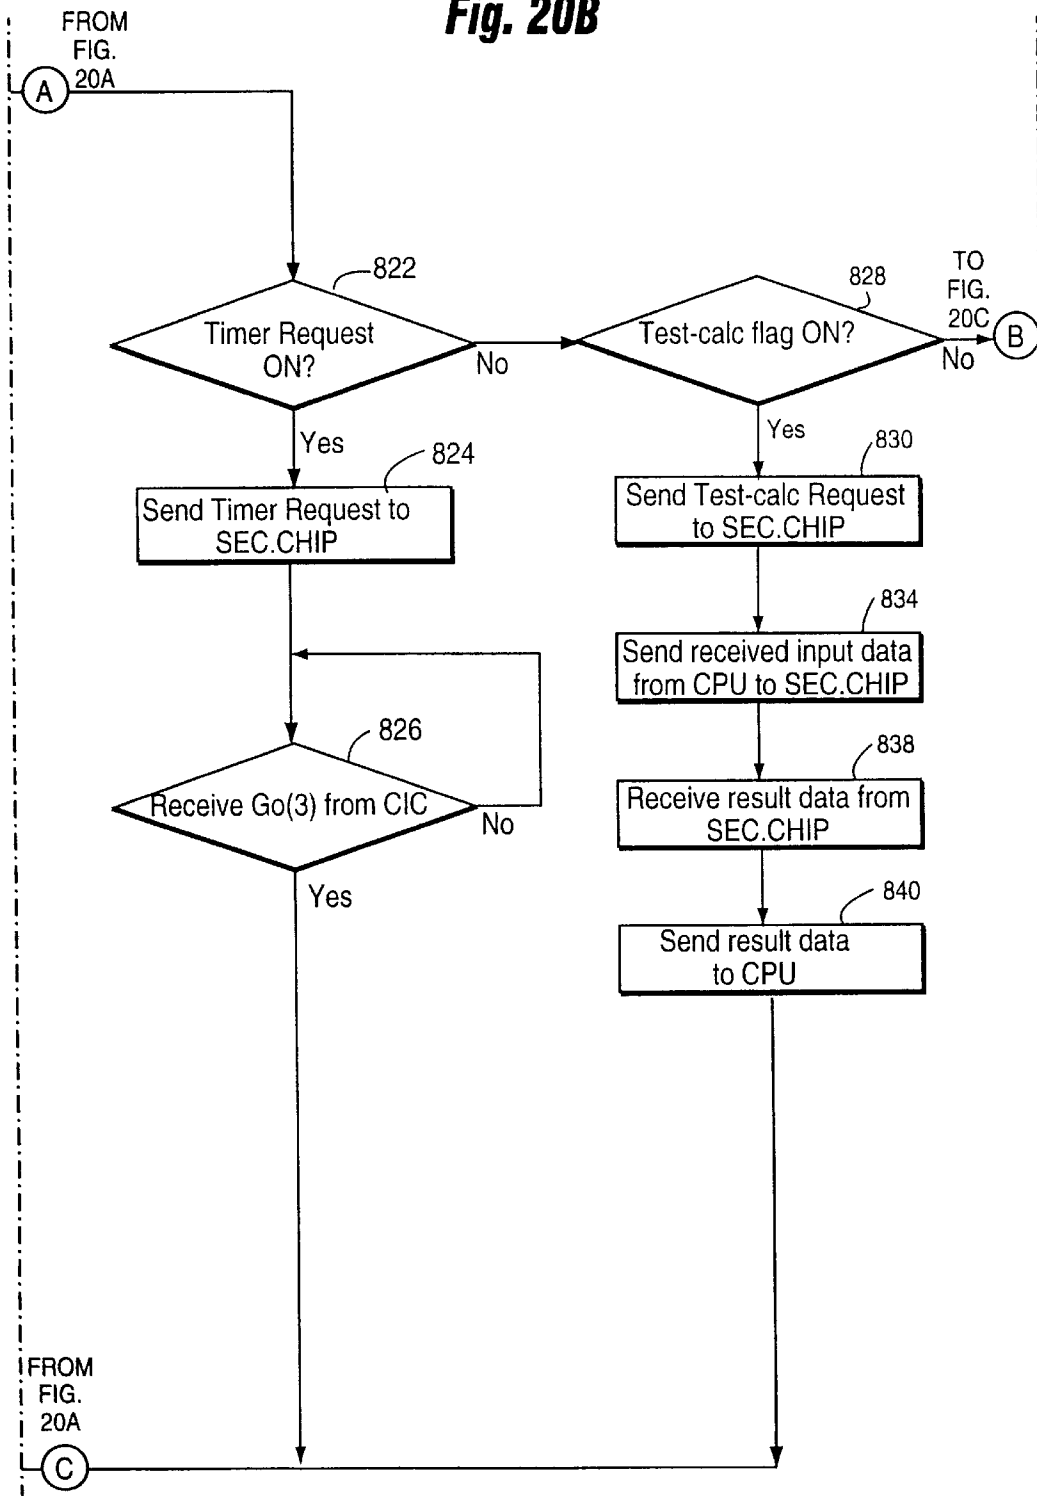 Fig. 20B
FROM
FIG.
20A
A
822
Timer Request
ON?
No
Yes
828
Test-calc flag ON?
TO
FIG.
20C
B
No
Yes
824
Send Timer Request to
SEC.CHIP
830
Send Test-calc Request
to SEC.CHIP
834
Send received input data
from CPU to SEC.CHIP
826
Receive Go(3) from CIC
No
Yes
838
Receive result data from
SEC.CHIP
840
Send result data
to CPU
FROM
FIG.
20A
C